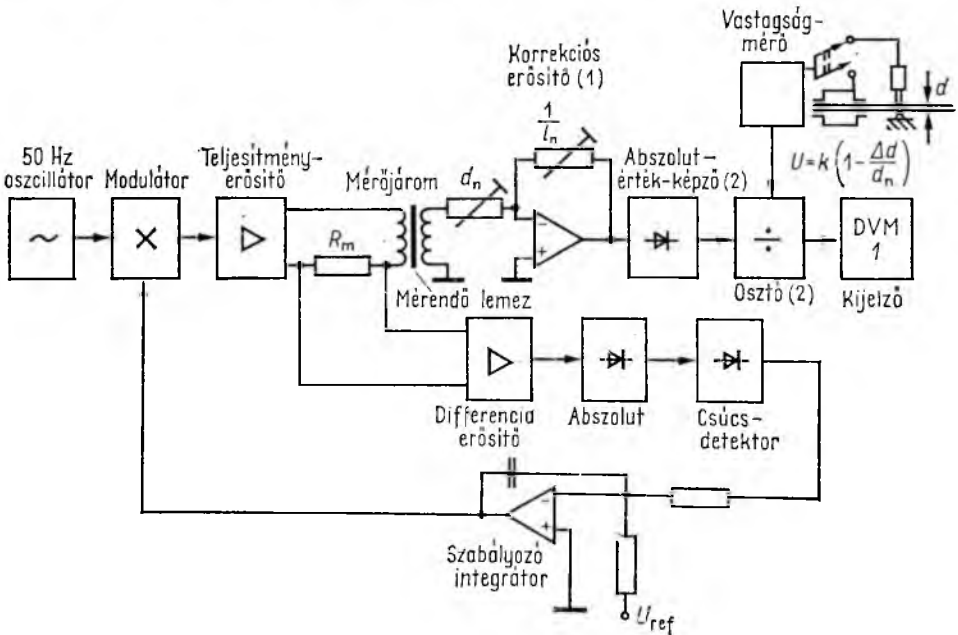 Vastagság-
mérő
Korrekciós
erősítő (1)
d
1/l_n
U=k(1-Δd/d_n)
50 Hz
oszcillátor
Modulátor
Teljesítmény-
erősítő
Mérőjárom
d_n
Abszolut-
érték-képző (2)
R_m
DVM
1
Mérendő lemez
Osztó (2)
Kijelző
Differencia
erősítő
Abszolut
Csúcs-
detektor
Szabályozó
integrátor
U_ref